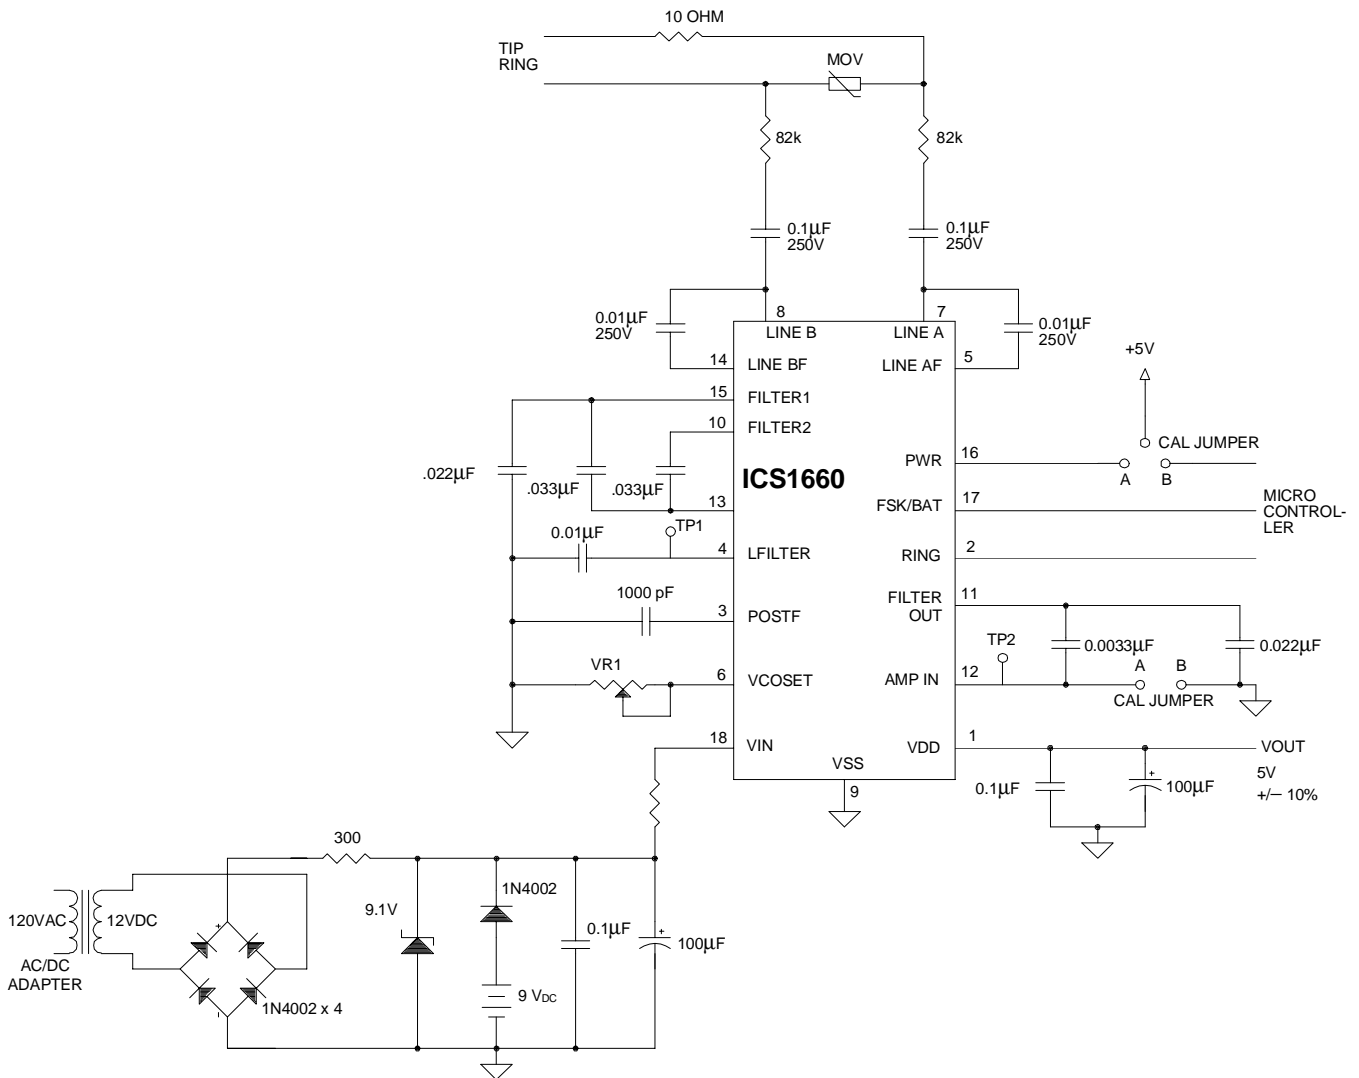 10 OHM
TIP
RING
MOV
82k
82k
0.1µF
250V
0.1µF
250V
0.01µF
250V
8
LINE B
7
LINE A
0.01µF
250V
14
LINE BF
LINE AF
5
+5V
15
FILTER1
10
FILTER2
CAL JUMPER
PWR
16
A
B
.022µF
.033µF
.033µF
ICS1660
13
FSK/BAT
17
MICRO
CONTROL-
LER
0.01µF
TP1
4
LFILTER
RING
2
1000 pF
3
POSTF
FILTER
OUT
11
TP2
0.0033µF
0.022µF
VR1
6
VCOSET
AMP IN
12
A
B
CAL JUMPER
18
VIN
VDD
1
VOUT
5V
+/– 10%
VSS
9
0.1µF
+
100µF
300
120VAC
12VDC
AC/DC
ADAPTER
+
-
1N4002 x 4
9.1V
1N4002
9 VDC
0.1µF
+
100µF